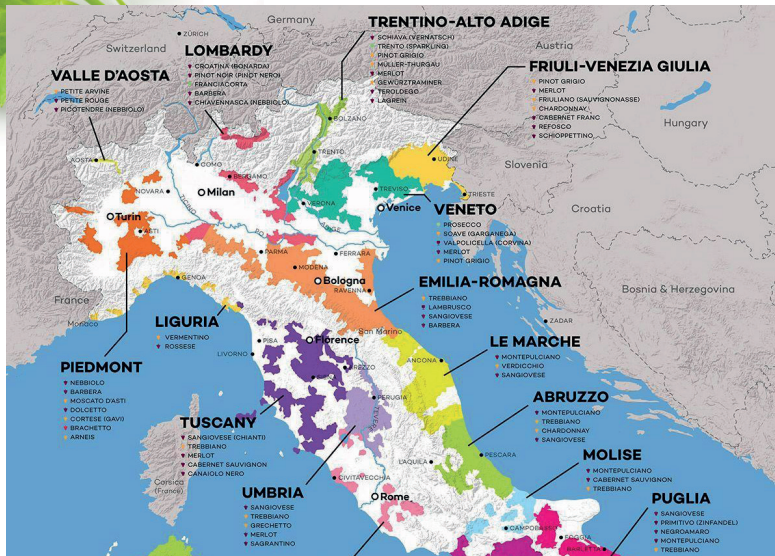 Germany
ZÜRICH
Switzerland
Austria
Hungary
Slovenia
Croatia
Bosnia & Herzegovina
France
Monaco
Corsica
(France)
San Marino
TRENTINO-ALTO ADIGE
SCHIAVA (VERNATSCH)
TRENTO (SPARKLING)
PINOT GRIGIO
MÜLLER-THURGAU
MERLOT
GEWÜRZTRAMINER
TEROLDEGO
LAGREIN
LOMBARDY
CROATINA (BONARDA)
PINOT NOIR (PINOT NERO)
FRANCIACORTA
BARBERA
CHIAVENNASCA (NEBBIOLO)
VALLE D'AOSTA
PETITE ARVINE
PETITE ROUGE
PICOTENDRE (NEBBIOLO)
FRIULI-VENEZIA GIULIA
PINOT GRIGIO
MERLOT
FRIULIANO (SAUVIGNONASSE)
CHARDONNAY
CABERNET FRANC
REFOSCO
SCHIOPPETTINO
BOLZANO
TRENTO
AOSTA
COMO
BERGAMO
UDINE
NOVARA
Milan
VERONA
TREVISO
TRIESTE
Venice
Turin
ASTI
PO
VENETO
PROSECCO
SOAVE (GARGANEGA)
VALPOLICELLA (CORVINA)
MERLOT
PINOT GRIGIO
PARMA
FERRARA
MODENA
Bologna
RAVENNA
GENOA
EMILIA-ROMAGNA
TREBBIANO
LAMBRUSCO
SANGIOVESE
BARBERA
LIGURIA
VERMENTINO
ROSSESE
ZADAR
PISA
Florence
LIVORNO
AREZZO
SIENA
ANCONA
PERUGIA
TEVERE
LE MARCHE
MONTEPULCIANO
VERDICCHIO
SANGIOVESE
PIEDMONT
NEBBIOLO
BARBERA
MOSCATO D'ASTI
DOLCETTO
CORTESE (GAVI)
BRACHETTO
ARNEIS
ABRUZZO
MONTEPULCIANO
TREBBIANO
CHARDONNAY
SANGIOVESE
TUSCANY
SANGIOVESE (CHIANTI)
TREBBIANO
MERLOT
CABERNET SAUVIGNON
CANAIOLO NERO
PESCARA
L'AQUILA
CIVITAVECCHIA
Rome
MOLISE
MONTEPULCIANO
CABERNET SAUVIGNON
TREBBIANO
UMBRIA
SANGIOVESE
TREBBIANO
GRECHETTO
MERLOT
SAGRANTINO
PUGLIA
SANGIOVESE
PRIMITIVO (ZINFANDEL)
NEGROAMARO
MONTEPULCIANO
TREBBIANO
CAMPOBASSO
FOGGIA
BARLETTA